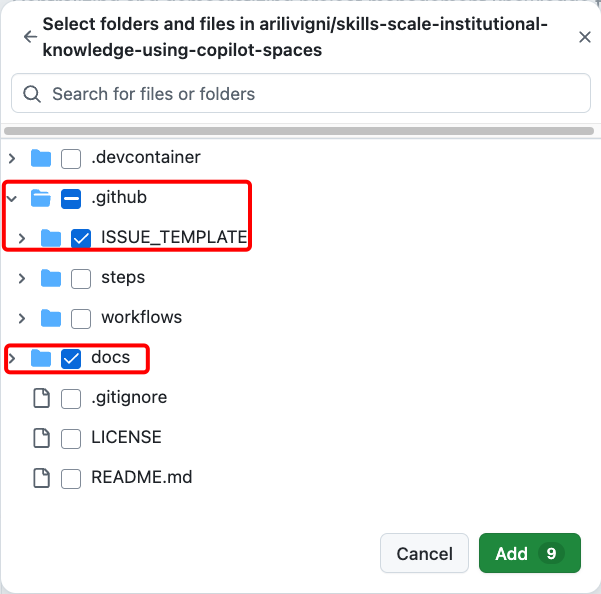 Select folders and files in arilivigni/skills-scale-institutional-
knowledge-using-copilot-spaces
Search for files or folders
.devcontainer
.github
ISSUE_TEMPLATE
steps
workflows
docs
.gitignore
LICENSE
README.md
Cancel
Add 9